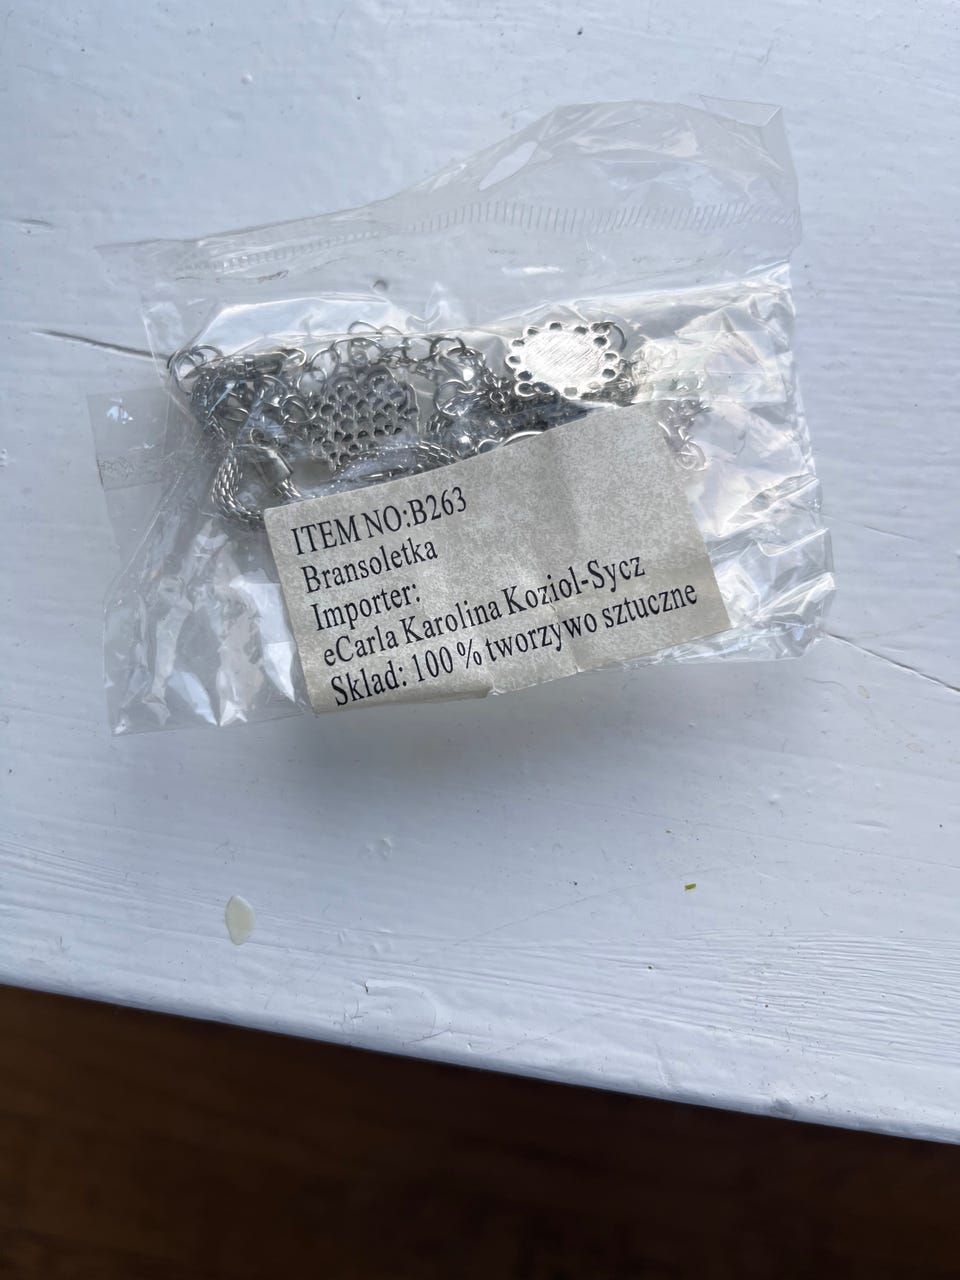 ITEM NO:B263
Bransoletka
Importer:
eCarla Karolina Koziol-Sycz
Sklad: 100 % tworzywo sztuczne